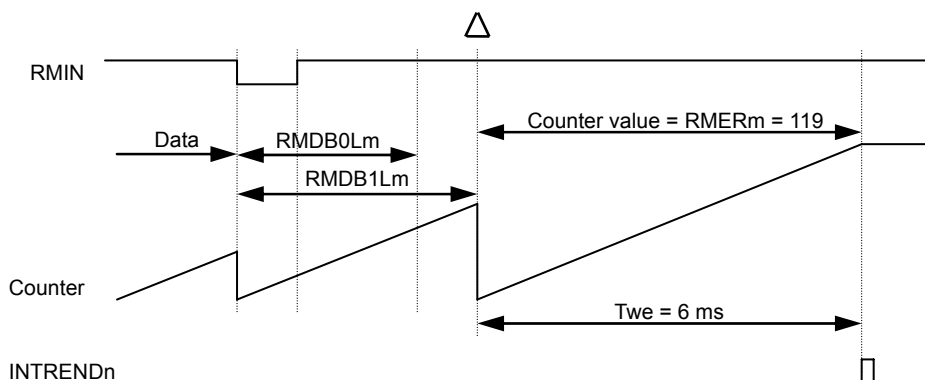 RMIN
Counter value = RMERm = 119
Data
RMDB0Lm
RMDB1Lm
Counter
Twe = 6 ms
INTRENDn